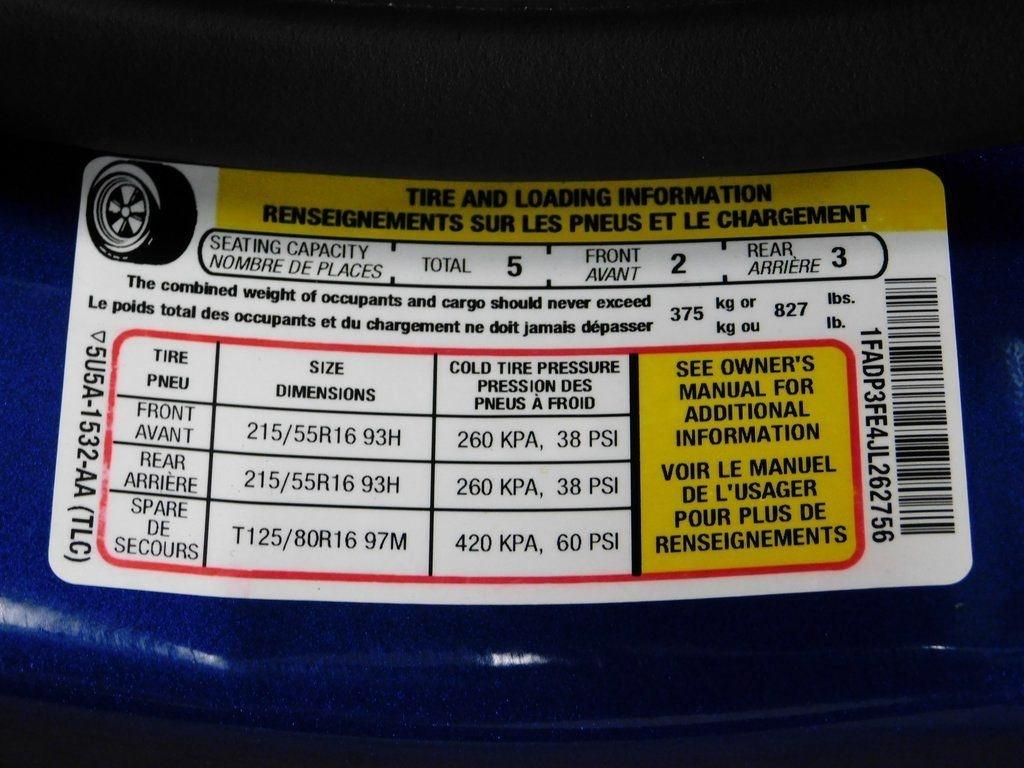 TIRE AND LOADING INFORMATION
RENSEIGNEMENTS SUR LES PNEUS ET LE CHARGEMENT
SEATING CAPACITY
NOMBRE DE PLACES
TOTAL 5
FRONT
AVANT
2
REAR
ARRIÈRE
3
The combined weight of occupants and cargo should never exceed
Le poids total des occupants et du chargement ne doit jamais dépasser
375
kg or
kg ou
827
lbs.
lb.
▽5U5A-1532-AA (TLC)
TIRE
PNEU
SIZE
DIMENSIONS
COLD TIRE PRESSURE
PRESSION DES
PNEUS À FROID
FRONT
AVANT
215/55R16 93H
260 KPA, 38 PSI
REAR
ARRIÈRE
215/55R16 93H
260 KPA, 38 PSI
SPARE
DE
SECOURS
T125/80R16 97M
420 KPA, 60 PSI
SEE OWNER'S
MANUAL FOR
ADDITIONAL
INFORMATION
VOIR LE MANUEL
DE L'USAGER
POUR PLUS DE
RENSEIGNEMENTS
1FADP3FE4JL262756